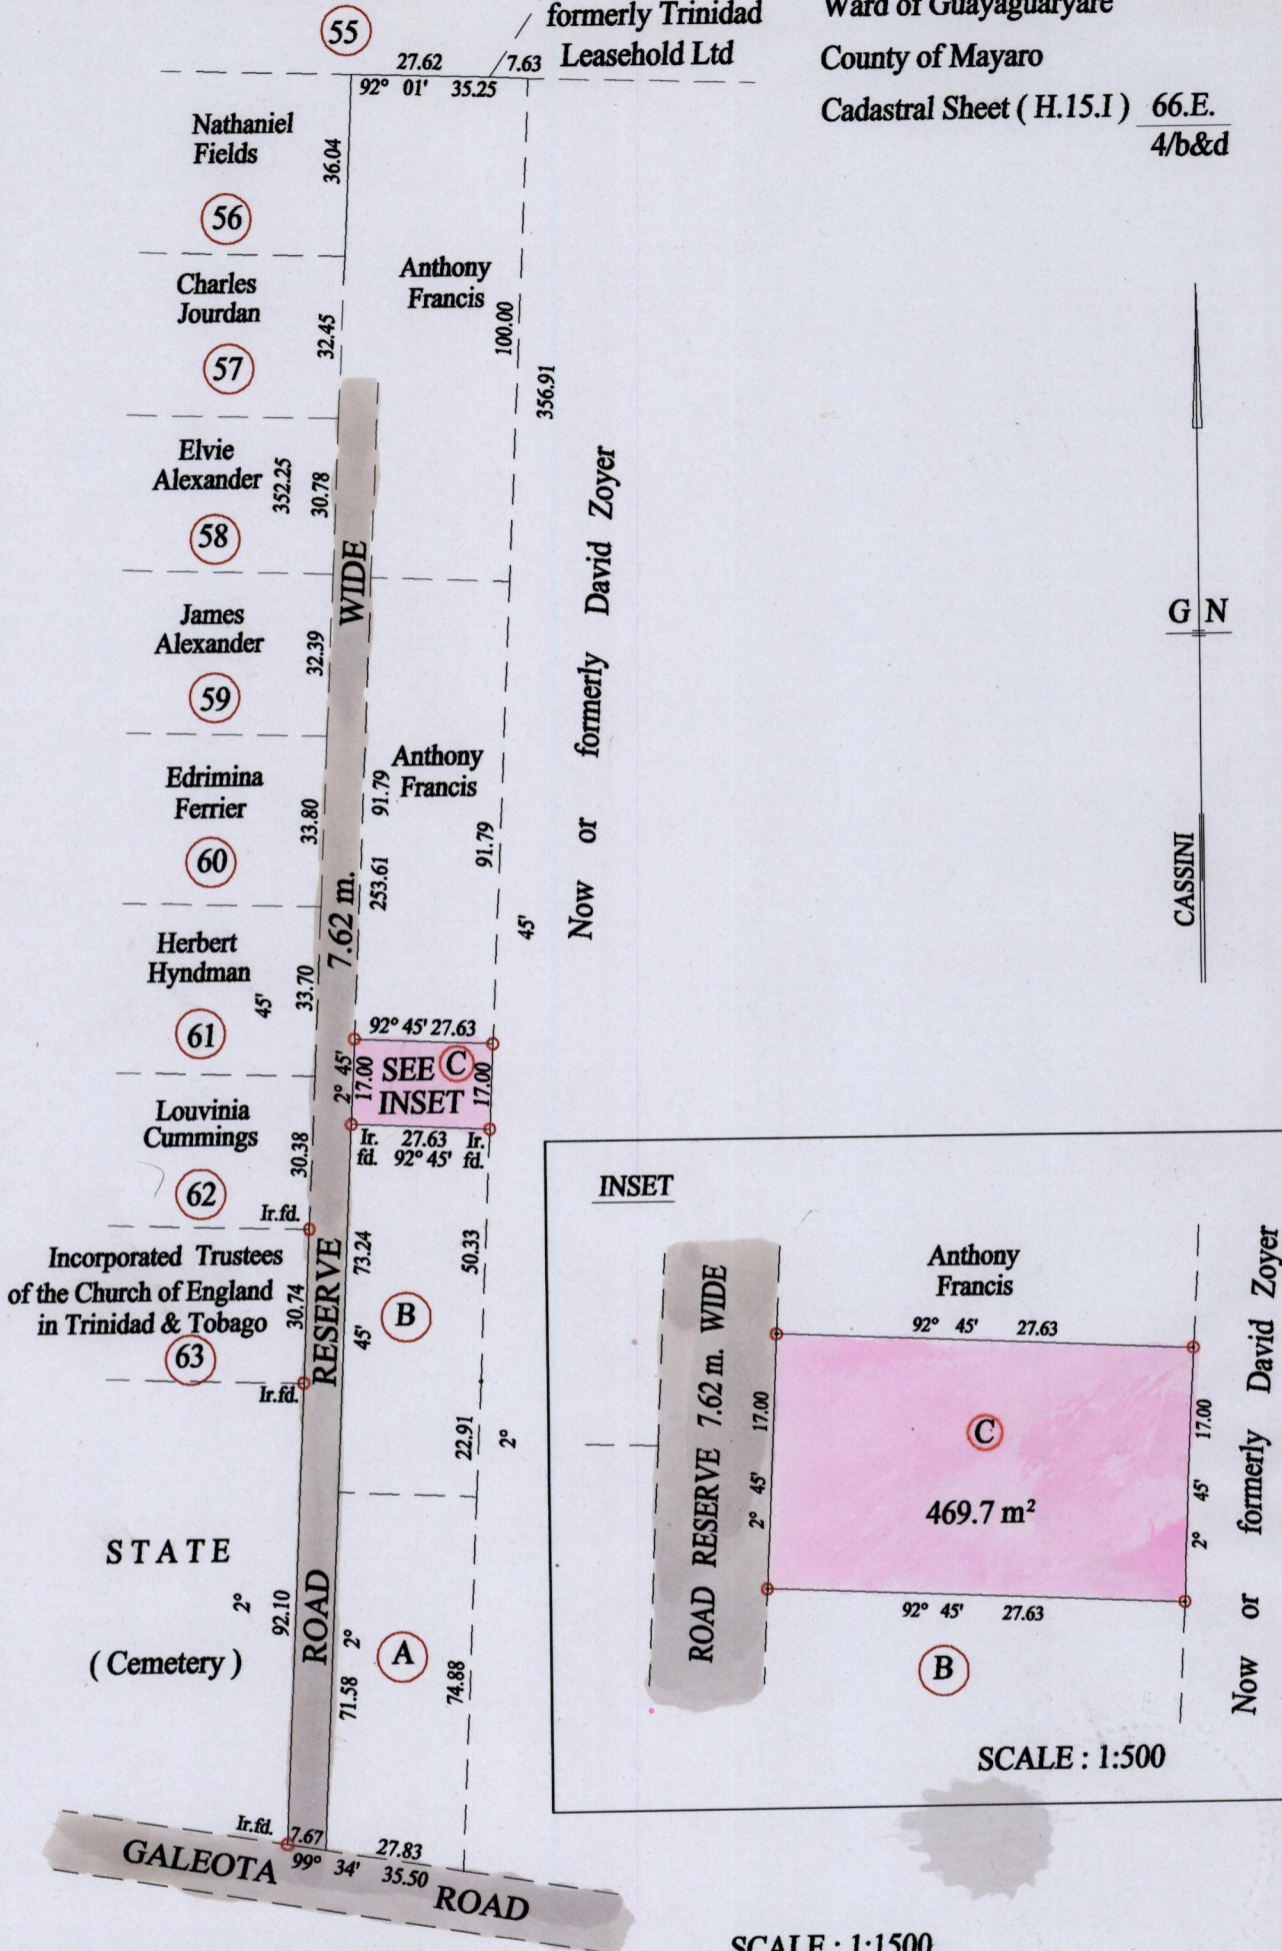 55
formerly Trinidad
Leasehold Ltd
Ward of Guayaguaryare
County of Mayaro
Cadastral Sheet ( H.15.I ) 66.E.
4/b&d
27.62
7.63
92° 01' 35.25
Nathaniel
Fields
36.04
56
Charles
Jourdan
32.45
57
Anthony
Francis
100.00
356.91
Elvie
Alexander
352.25
30.78
58
WIDE
James
Alexander
32.39
59
Now or formerly David Zoyer
G N
CASSINI
Edrimina
Ferrier
33.80
60
Anthony
Francis
91.79
253.61
91.79
45'
7.62 m.
Herbert
Hyndman
45'
33.70
61
92° 45' 27.63
2° 45'
17.00
SEE C
INSET
17.00
Ir.
fd.
27.63
92° 45'
Ir.
fd.
Louvinia
Cummings
30.38
62
Ir.fd.
Incorporated Trustees
of the Church of England
in Trinidad & Tobago
30.74
63
Ir.fd.
RESERVE
73.24
45'
B
50.33
22.91
2°
STATE
2°
92.10
( Cemetery )
ROAD
2°
71.58
A
74.88
Ir.fd.
7.67
27.83
99° 34' 35.50
GALEOTA ROAD
INSET
ROAD RESERVE 7.62 m. WIDE
Anthony
Francis
92° 45' 27.63
17.00
2° 45'
C
469.7 m²
17.00
2° 45'
92° 45' 27.63
B
Now or formerly David Zoyer
SCALE : 1:500
SCALE : 1:1500